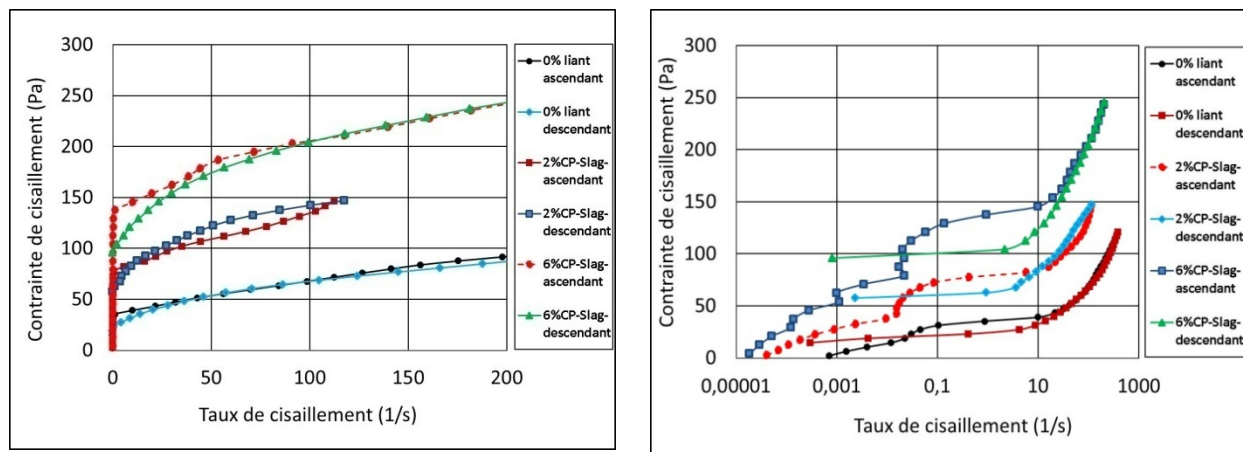 Contrainte de cisaillement (Pa)
300
250
200
150
100
50
0
0 50 100 150 200
Taux de cisaillement (1/s)
0% liant
ascendant
0% liant
descendant
2%CP-Slag-
ascendant
2%CP-Slag-
descendant
6%CP-Slag-
ascendant
6%CP-Slag-
descendant
Contrainte de cisaillement (Pa)
300
250
200
150
100
50
0
0,00001 0,001 0,1 10 1000
Taux de cisaillement (1/s)
0% liant
ascendant
0% liant
descendant
2%CP-Slag-
ascendant
2%CP-Slag-
descendant
6%CP-Slag-
ascendant
6%CP-Slag-
descendant